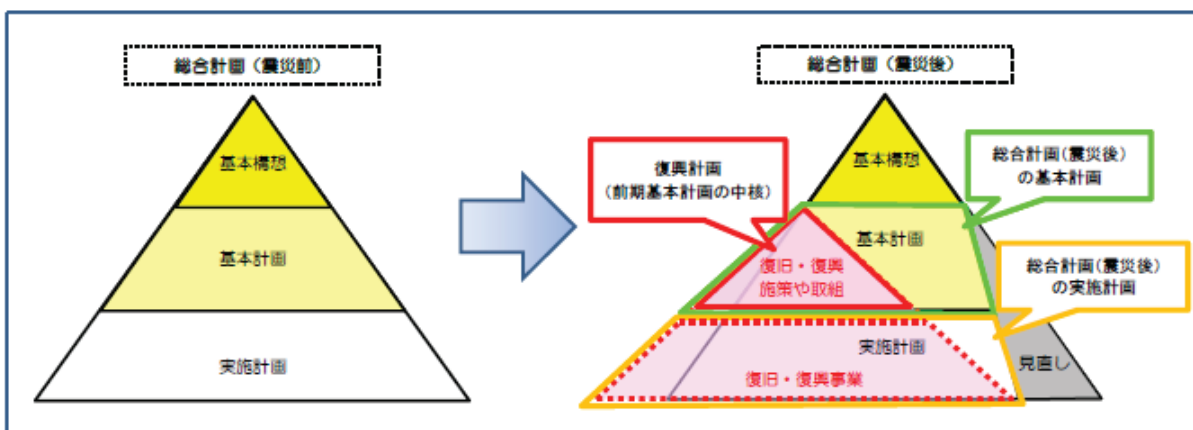 総合計画（震災前）
基本構想
基本計画
実施計画
総合計画（震災後）
基本構想
復興計画
（前期基本計画の中核）
総合計画（震災後）
の基本計画
基本計画
復旧・復興
施策や取組
総合計画（震災後）
の実施計画
実施計画
復旧・復興事業
見直し